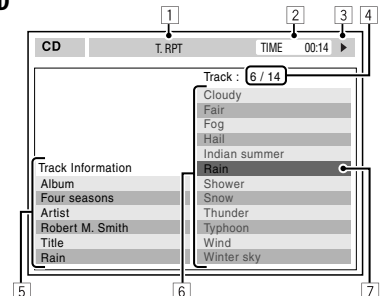 D
1 2 3 4
CD T. RPT TIME 00:14
Track : 6 / 14
Cloudy
Fair
Fog
Hail
Indian summer
Track Information Rain
Album Shower
Four seasons Snow
Artist Thunder
Robert M. Smith Typhoon
Title Wind
Rain Winter sky
5 6 7